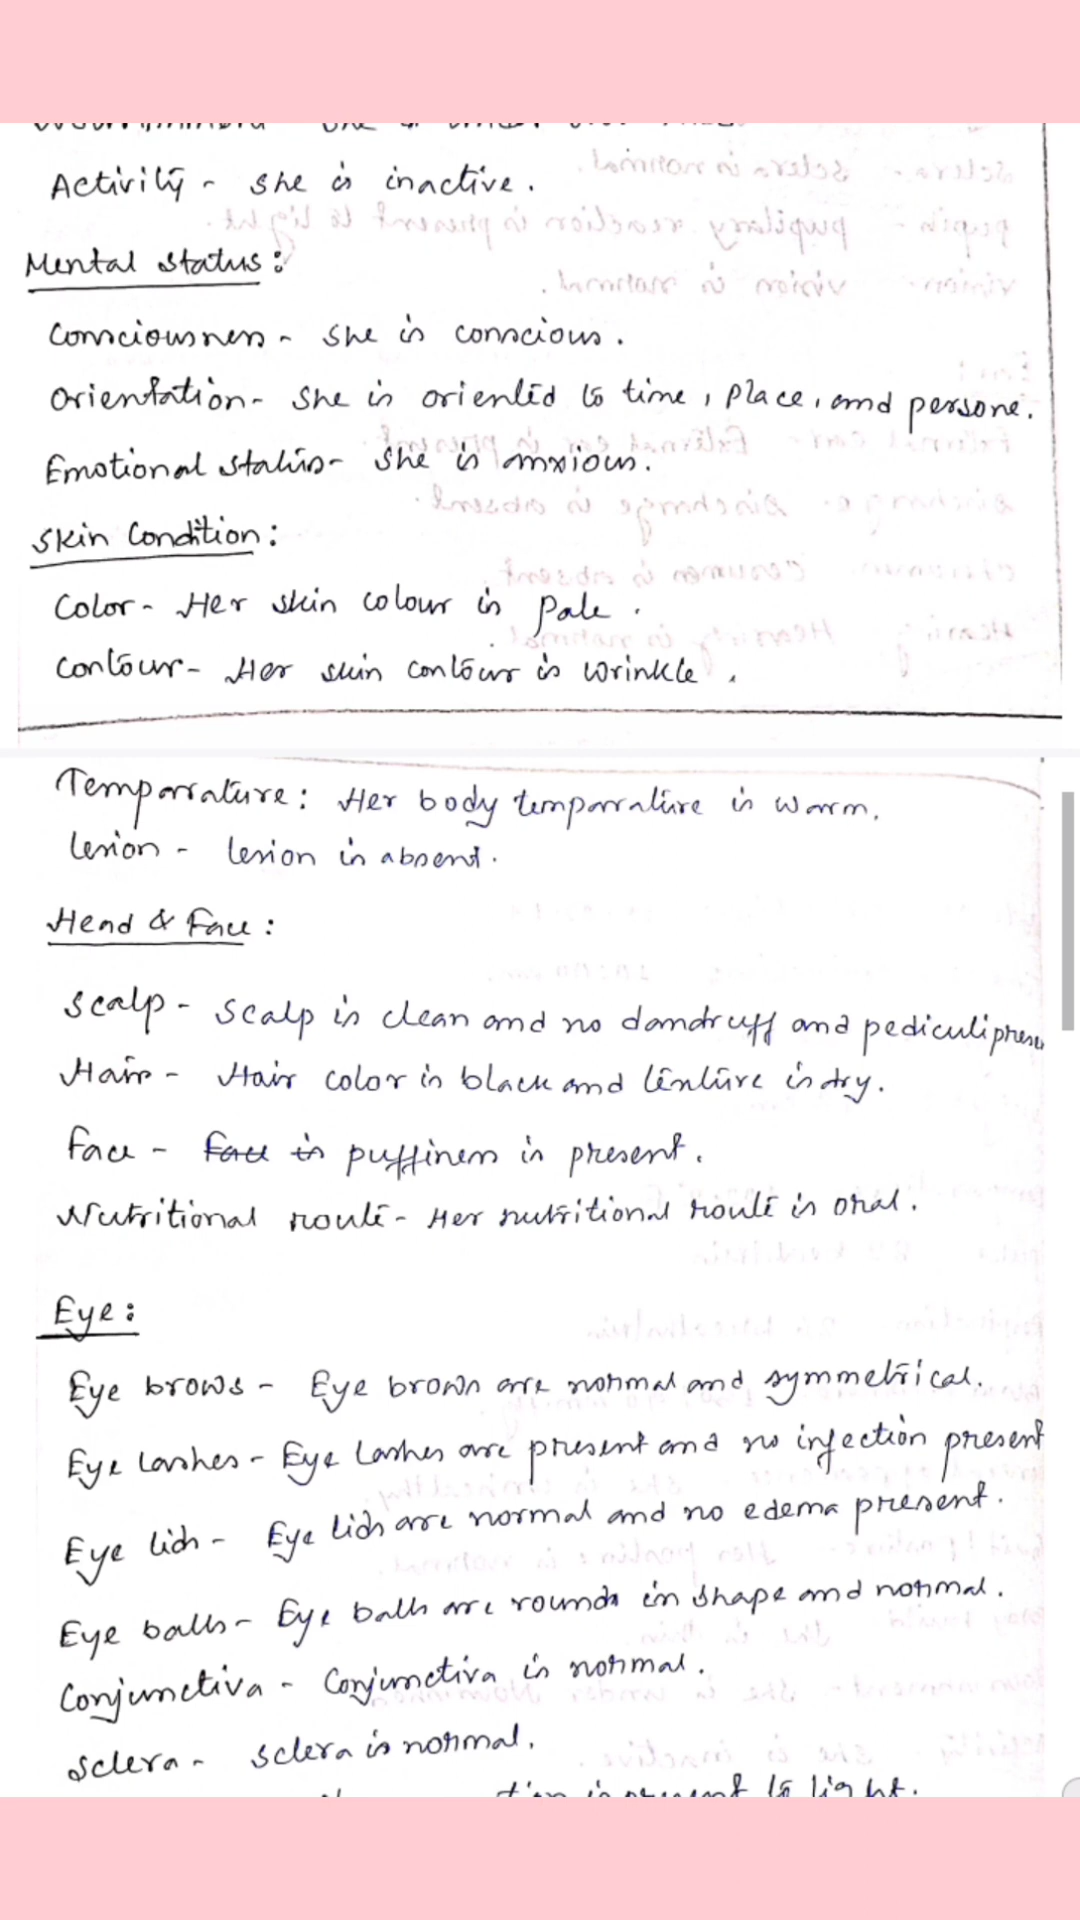 Activity - she is inactive.
Mental status:
Consciousness - she is conscious.
Orientation - she is oriented to time, place, and persone.
Emotional status - she is anxious.
Skin Condition:
Color - Her skin colour is pale.
Contour - Her skin contour is wrinkle.
Temparature: Her body temparature is warm.
lesion - lesion is absent.
Head & Face:
Scalp - Scalp is clean and no dandruff and pediculi
Hair - Hair color is black and texture is dry.
Face - Face is puffiness is present.
Nutritional route - Her nutritional route is oral.
Eye:
Eye brows - Eye brows are normal and symmetrical.
Eye lashes - Eye lashes are present and no infection present
Eye lids - Eye lids are normal and no edema present.
Eye balls - Eye balls are rounds in shape and normal.
Conjunctiva - Conjunctiva is normal.
Sclera - sclera is normal.
is present to light.